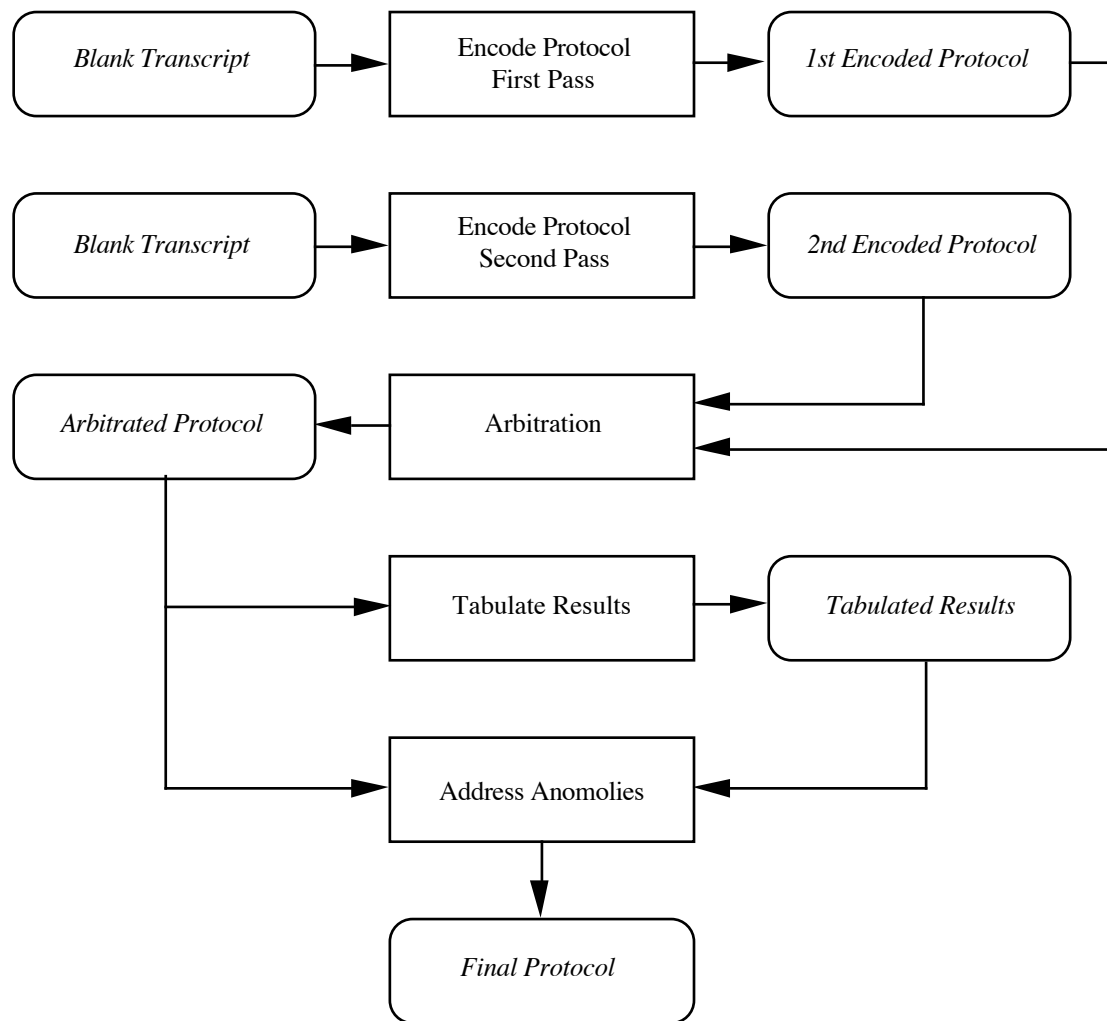 Blank Transcript
Encode Protocol
First Pass
1st Encoded Protocol
Blank Transcript
Encode Protocol
Second Pass
2nd Encoded Protocol
Arbitrated Protocol
Arbitration
Tabulate Results
Tabulated Results
Address Anomolies
Final Protocol